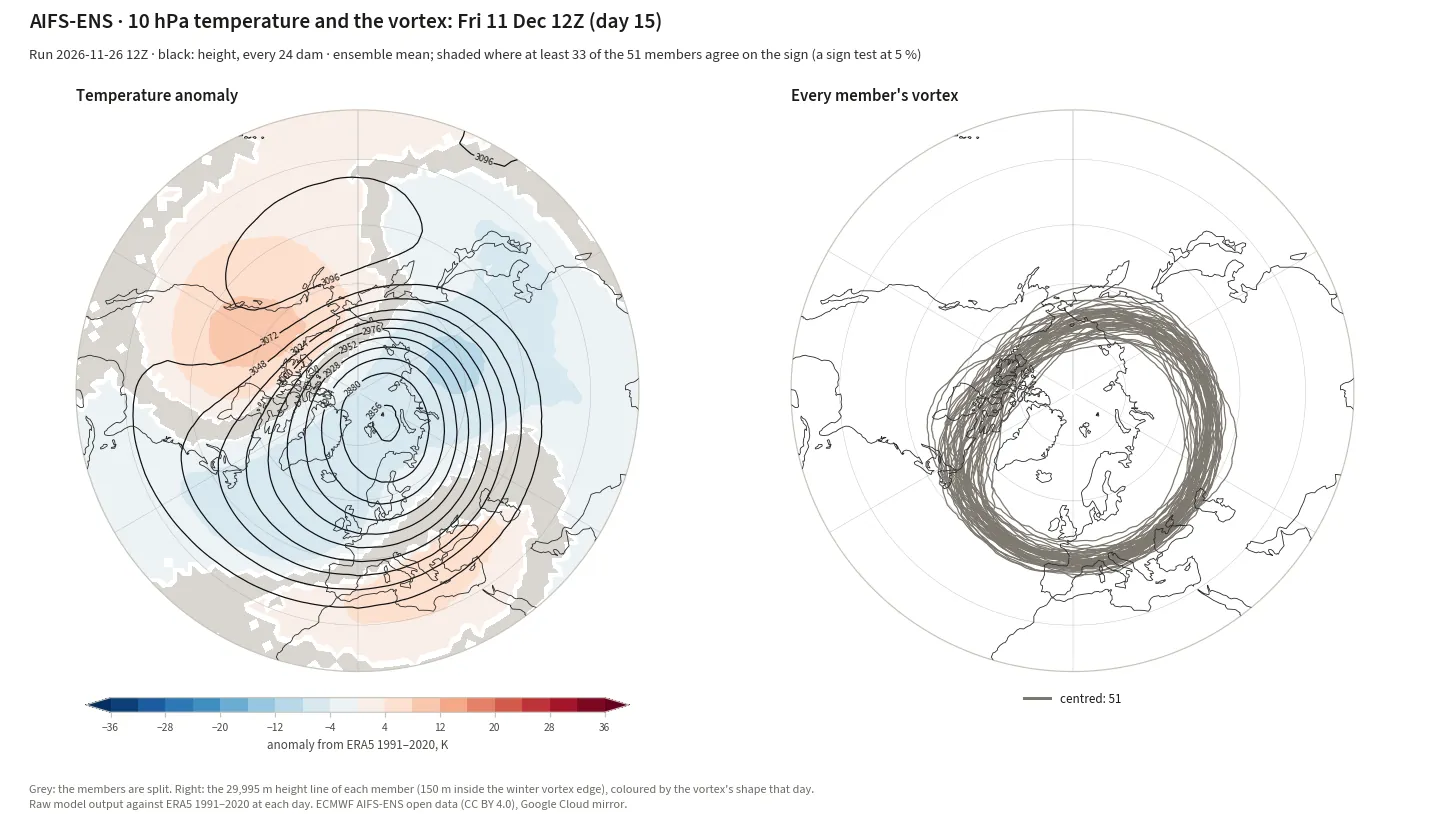 AIFS-ENS · 10 hPa temperature and the vortex: Fri 11 Dec 12Z (day 15)
Run 2026-11-26 12Z · black: height, every 24 dam · ensemble mean; shaded where at least 33 of the 51 members agree on the sign (a sign test at 5 %)
Temperature anomaly
Every member's vortex
3096
3096
2976
3072
3024
2952
3048
2928
2880
2856
−36 −28 −20 −12 −4 4 12 20 28 36
anomaly from ERA5 1991–2020, K
centred: 51
Grey: the members are split. Right: the 29,995 m height line of each member (150 m inside the winter vortex edge), coloured by the vortex's shape that day.
Raw model output against ERA5 1991–2020 at each day. ECMWF AIFS-ENS open data (CC BY 4.0), Google Cloud mirror.